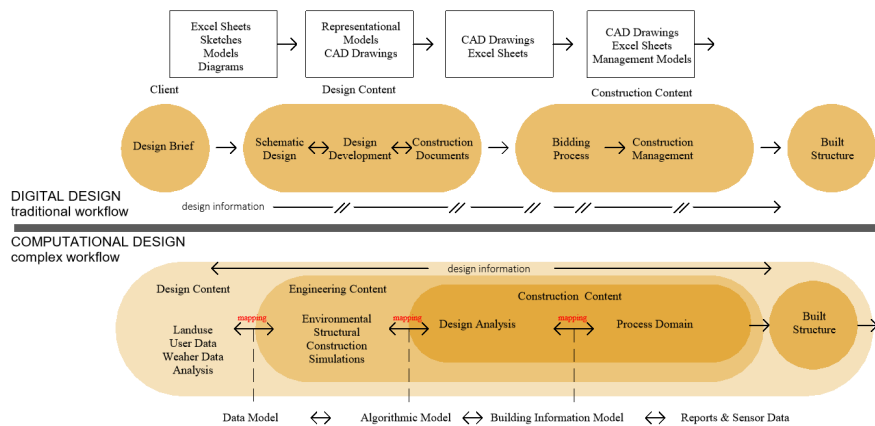 Excel Sheets
Sketches
Models
Diagrams
Representational
Models
CAD Drawings
CAD Drawings
Excel Sheets
CAD Drawings
Excel Sheets
Management Models
Client
Design Content
Construction Content
Design Brief
Schematic
Design
Design
Development
Construction
Documents
Bidding
Process
Construction
Management
Built
Structure
DIGITAL DESIGN
traditional workflow
design information
COMPUTATIONAL DESIGN
complex workflow
design information
Design Content
Engineering Content
Construction Content
mapping
mapping
mapping
Landuse
User Data
Weaher Data
Analysis
Environmental
Structural
Construction
Simulations
Design Analysis
Process Domain
Built
Structure
Data Model
Algorithmic Model
Building Information Model
Reports & Sensor Data